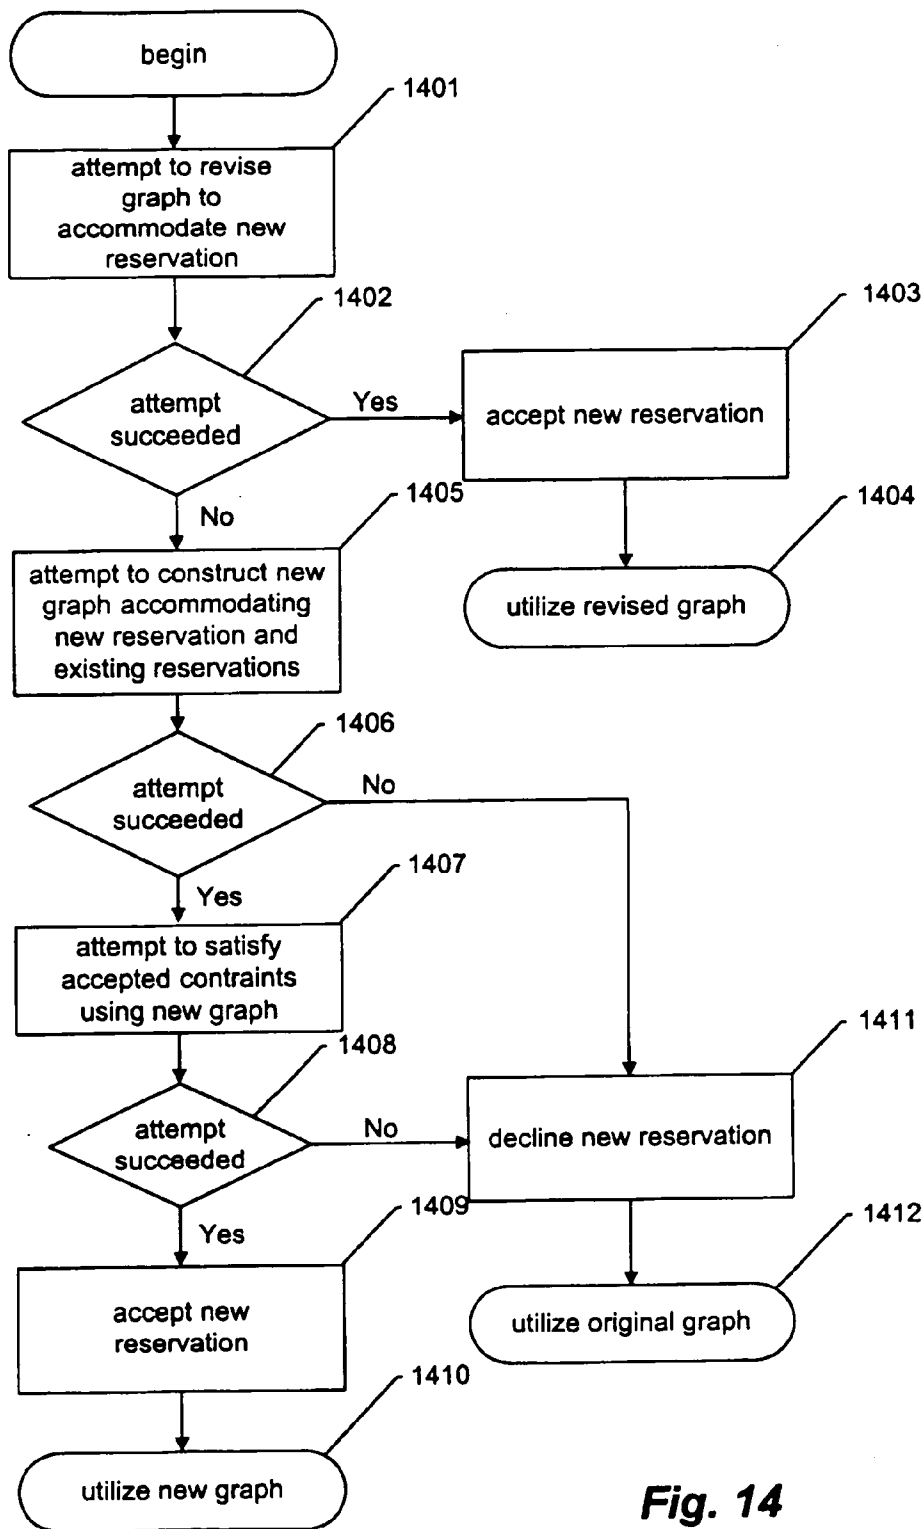 begin
1401
attempt to revise
graph to
accommodate new
reservation
1402
attempt
succeeded
Yes
1403
accept new reservation
1404
utilize revised graph
No
1405
attempt to construct new
graph accommodating
new reservation and
existing reservations
1406
attempt
succeeded
No
Yes
1407
attempt to satisfy
accepted contraints
using new graph
1408
attempt
succeeded
No
1411
decline new reservation
Yes
1409
accept new
reservation
1412
utilize original graph
1410
utilize new graph
Fig. 14